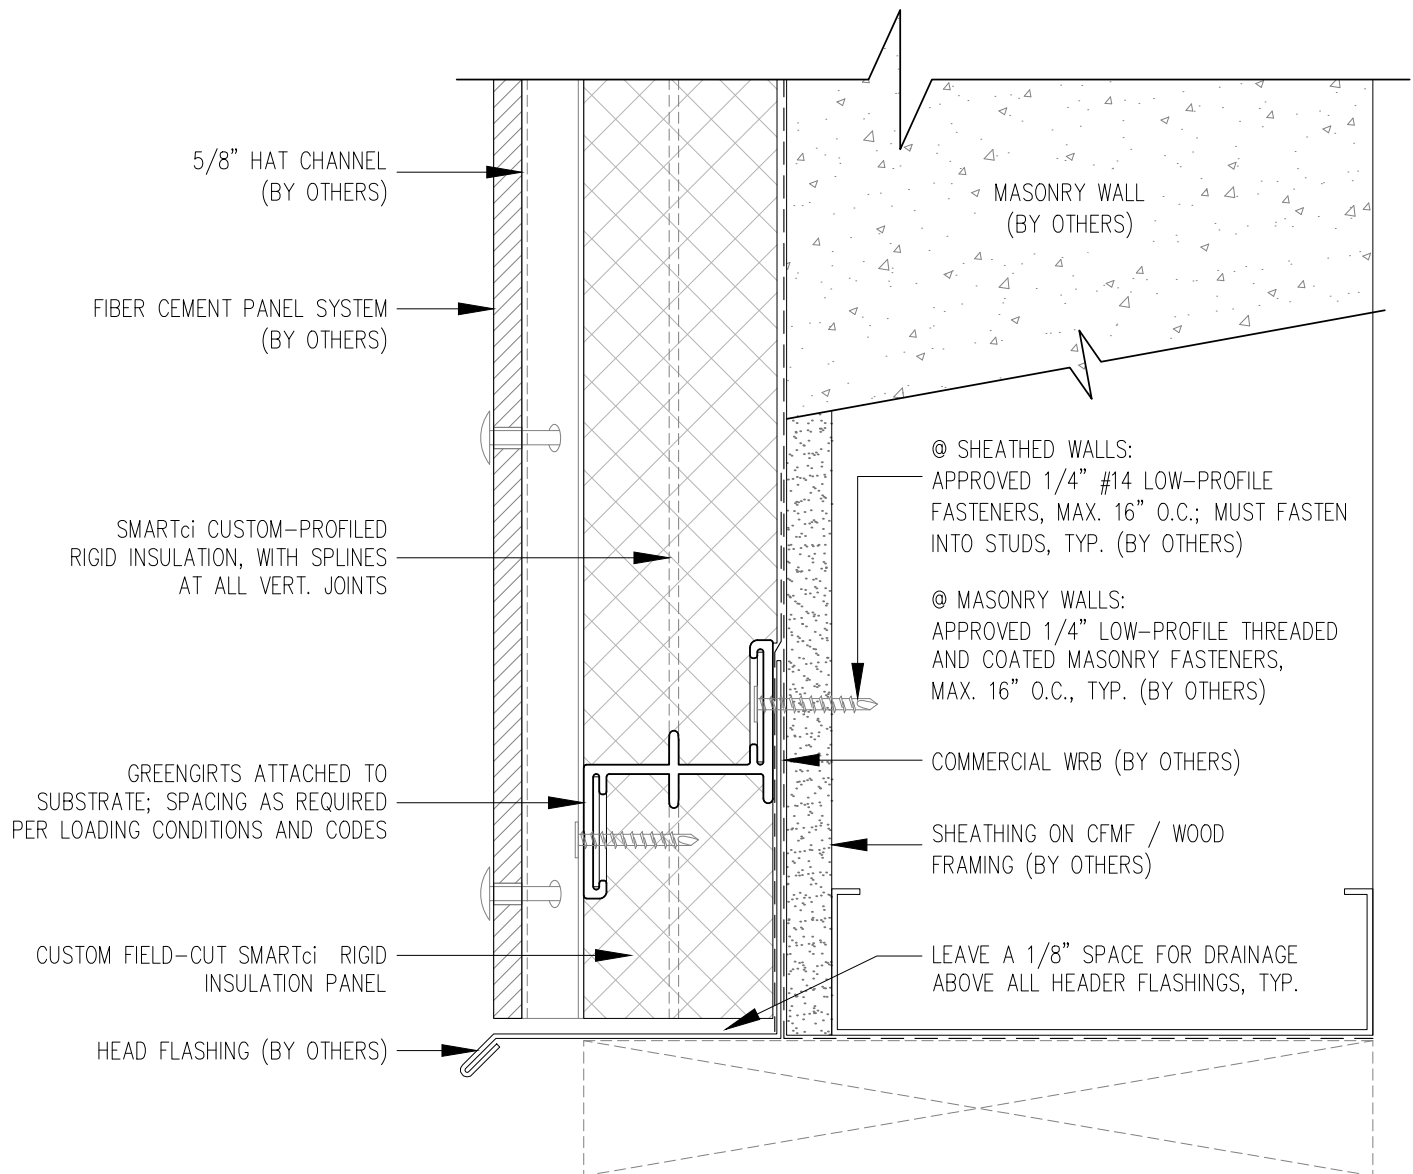 5/8" HAT CHANNEL
(BY OTHERS)
FIBER CEMENT PANEL SYSTEM
(BY OTHERS)
SMARTci CUSTOM-PROFILED
RIGID INSULATION, WITH SPLINES
AT ALL VERT. JOINTS
GREENGIRTS ATTACHED TO
SUBSTRATE; SPACING AS REQUIRED
PER LOADING CONDITIONS AND CODES
CUSTOM FIELD-CUT SMARTci RIGID
INSULATION PANEL
HEAD FLASHING (BY OTHERS)
MASONRY WALL
(BY OTHERS)
@ SHEATHED WALLS:
APPROVED 1/4" #14 LOW-PROFILE
FASTENERS, MAX. 16" O.C.; MUST FASTEN
INTO STUDS, TYP. (BY OTHERS)
@ MASONRY WALLS:
APPROVED 1/4" LOW-PROFILE THREADED
AND COATED MASONRY FASTENERS,
MAX. 16" O.C., TYP. (BY OTHERS)
COMMERCIAL WRB (BY OTHERS)
SHEATHING ON CFMF / WOOD
FRAMING (BY OTHERS)
LEAVE A 1/8" SPACE FOR DRAINAGE
ABOVE ALL HEADER FLASHINGS, TYP.